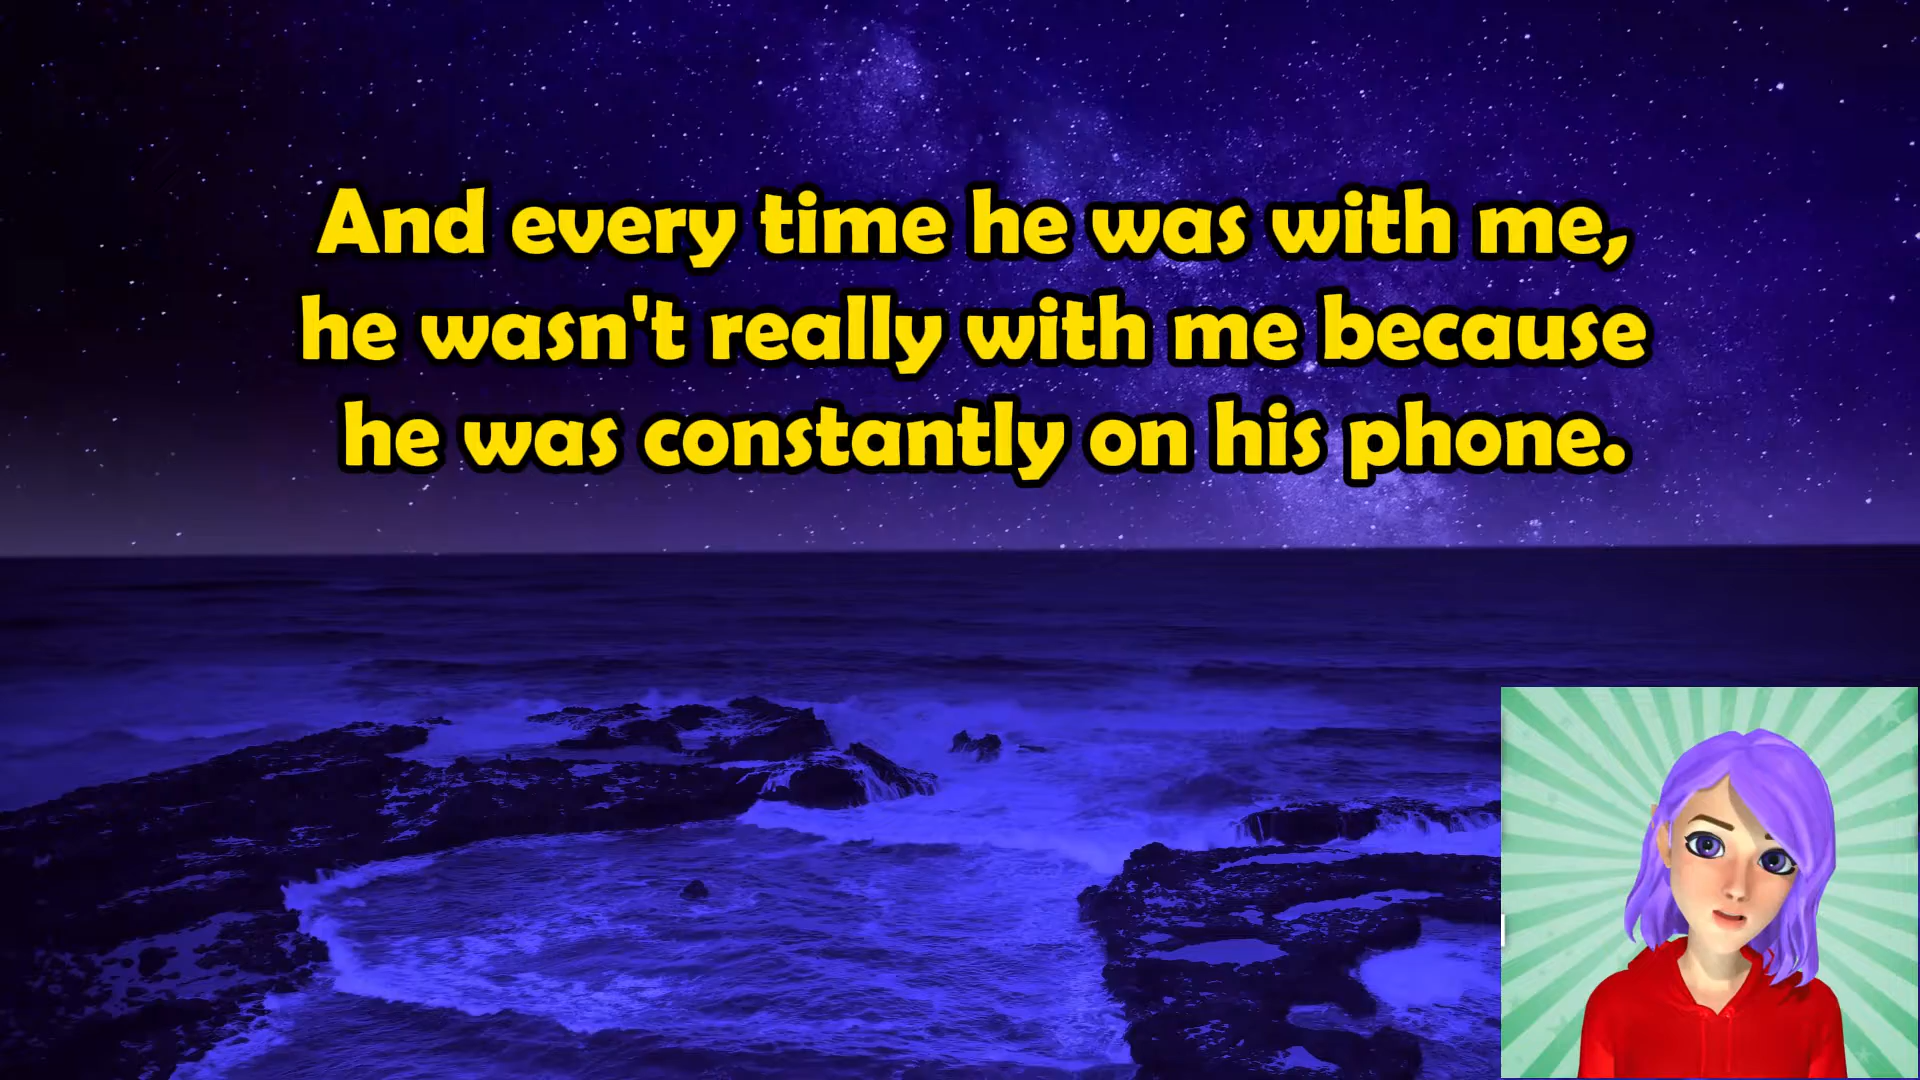 And every time he was with me,
he wasn't really with me because
he was constantly on his phone.